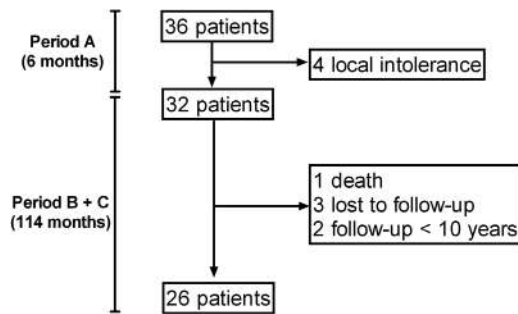 36 patients
Period A
(6 months)
4 local intolerance
32 patients
Period B + C
(114 months)
1 death
3 lost to follow-up
2 follow-up < 10 years
26 patients